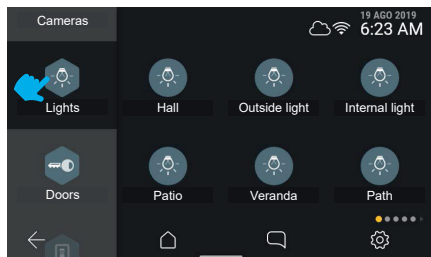 Cameras
19 AGO 2019
6:23 AM
Lights
Hall
Outside light
Internal light
Doors
Patio
Veranda
Path